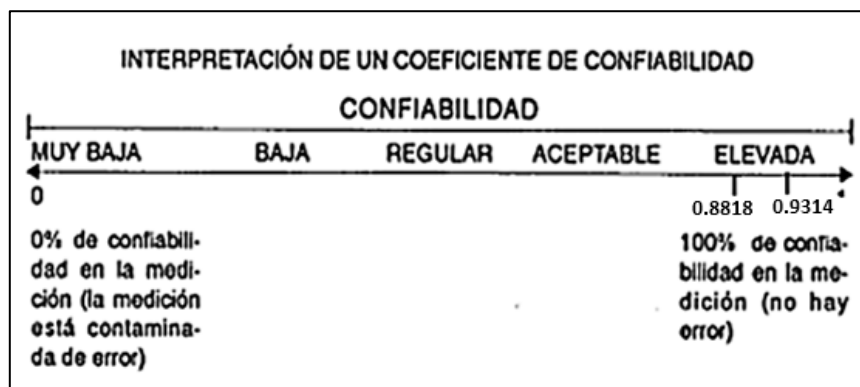 INTERPRETACIÓN DE UN COEFICIENTE DE CONFIABILIDAD
CONFIABILIDAD
MUY BAJA BAJA REGULAR ACEPTABLE ELEVADA
0 0.8818 0.9314
0% de confiabili-
dad en la medi-
ción (la medición
está contamina-
da de error)
100% de confia-
bilidad en la me-
dición (no hay
error)